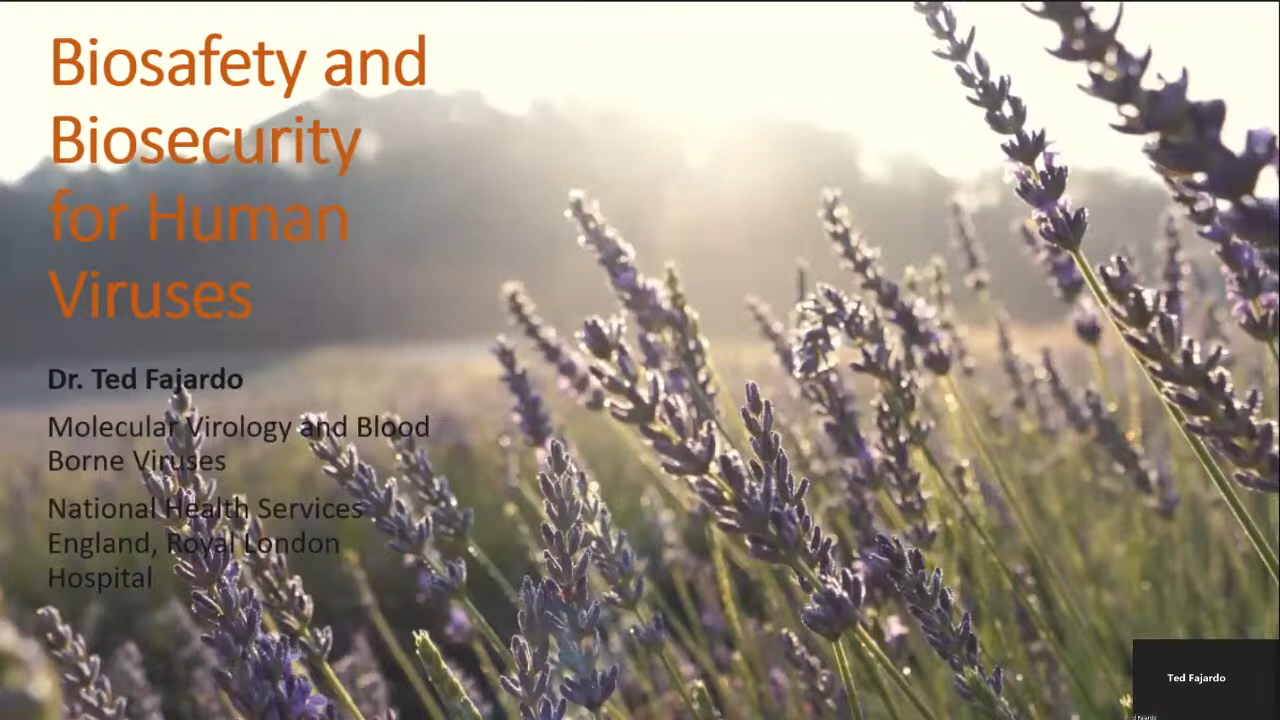 Biosafety and
Biosecurity
for Human
Viruses
Dr. Ted Fajardo
Molecular Virology and Blood
Borne Viruses
National Health Services
England, Royal London
Hospital
Ted Fajardo